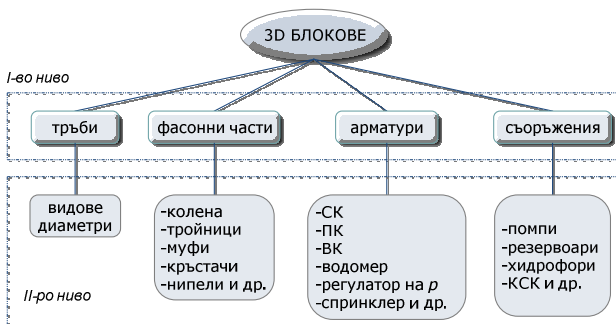 3D БЛОКОВЕ
I-во ниво
тръби
фасонни части
арматури
съоръжения
видове
диаметри
-колена
-тройници
-муфи
-кръстачи
-нипели и др.
-СК
-ПК
-ВК
-водомер
-регулатор на р
-спринклер и др.
-помпи
-резервоари
-хидрофори
-КСК и др.
II-ро ниво